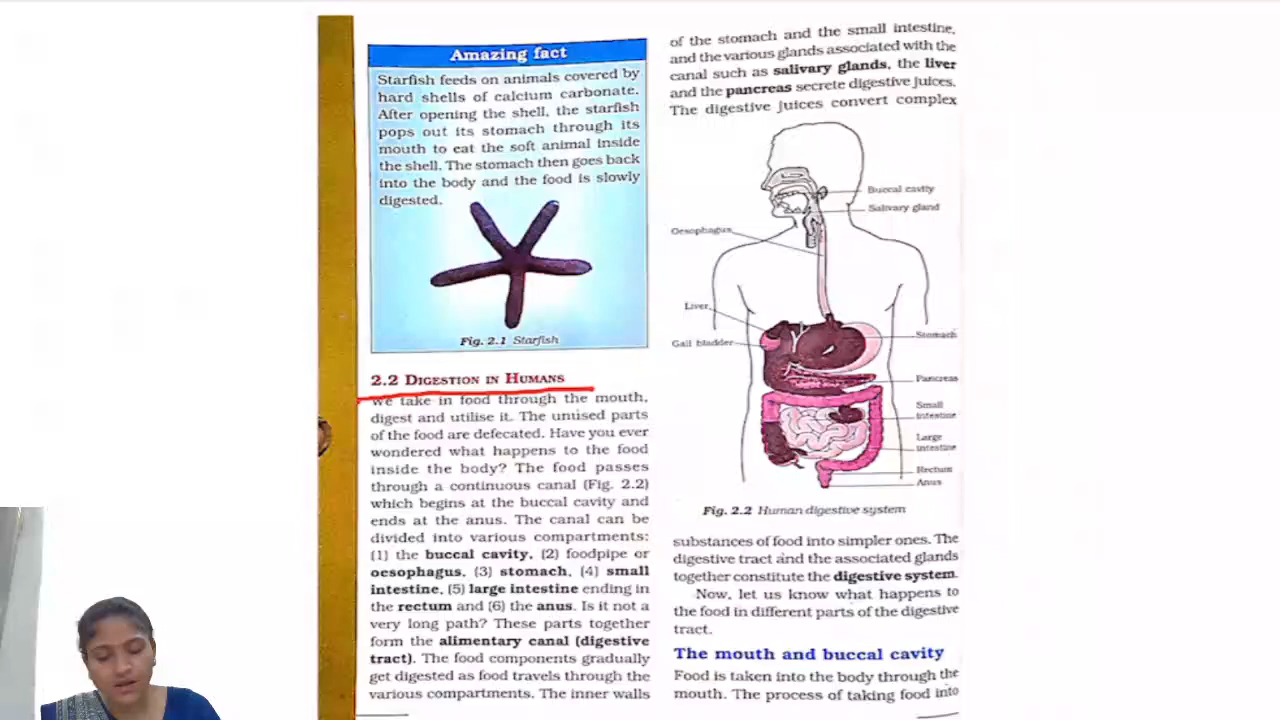 Amazing fact
Starfish feeds on animals covered by
hard shells of calcium carbonate.
After opening the shell, the starfish
pops out its stomach through its
mouth to eat the soft animal inside
the shell. The stomach then goes back
into the body and the food is slowly
digested.
Fig. 2.1 Starfish
2.2 DIGESTION IN HUMANS
We take in food through the mouth,
digest and utilise it. The unused parts
of the food are defecated. Have you ever
wondered what happens to the food
inside the body? The food passes
through a continuous canal (Fig. 2.2)
which begins at the buccal cavity and
ends at the anus. The canal can be
divided into various compartments:
(1) the buccal cavity, (2) foodpipe or
oesophagus, (3) stomach, (4) small
intestine, (5) large intestine ending in
the rectum and (6) the anus. Is it not a
very long path? These parts together
form the alimentary canal (digestive
tract). The food components gradually
get digested as food travels through the
various compartments. The inner walls
of the stomach and the small intestine,
and the various glands associated with the
canal such as salivary glands, the liver
and the pancreas secrete digestive juices.
The digestive juices convert complex
Buccal cavity
Salivary gland
Oesophagus
Liver
Gall bladder
Stomach
Pancreas
Small
intestine
Large
intestine
Rectum
Anus
Fig. 2.2 Human digestive system
substances of food into simpler ones. The
digestive tract and the associated glands
together constitute the digestive system.
Now, let us know what happens to
the food in different parts of the digestive
tract.
The mouth and buccal cavity
Food is taken into the body through the
mouth. The process of taking food into